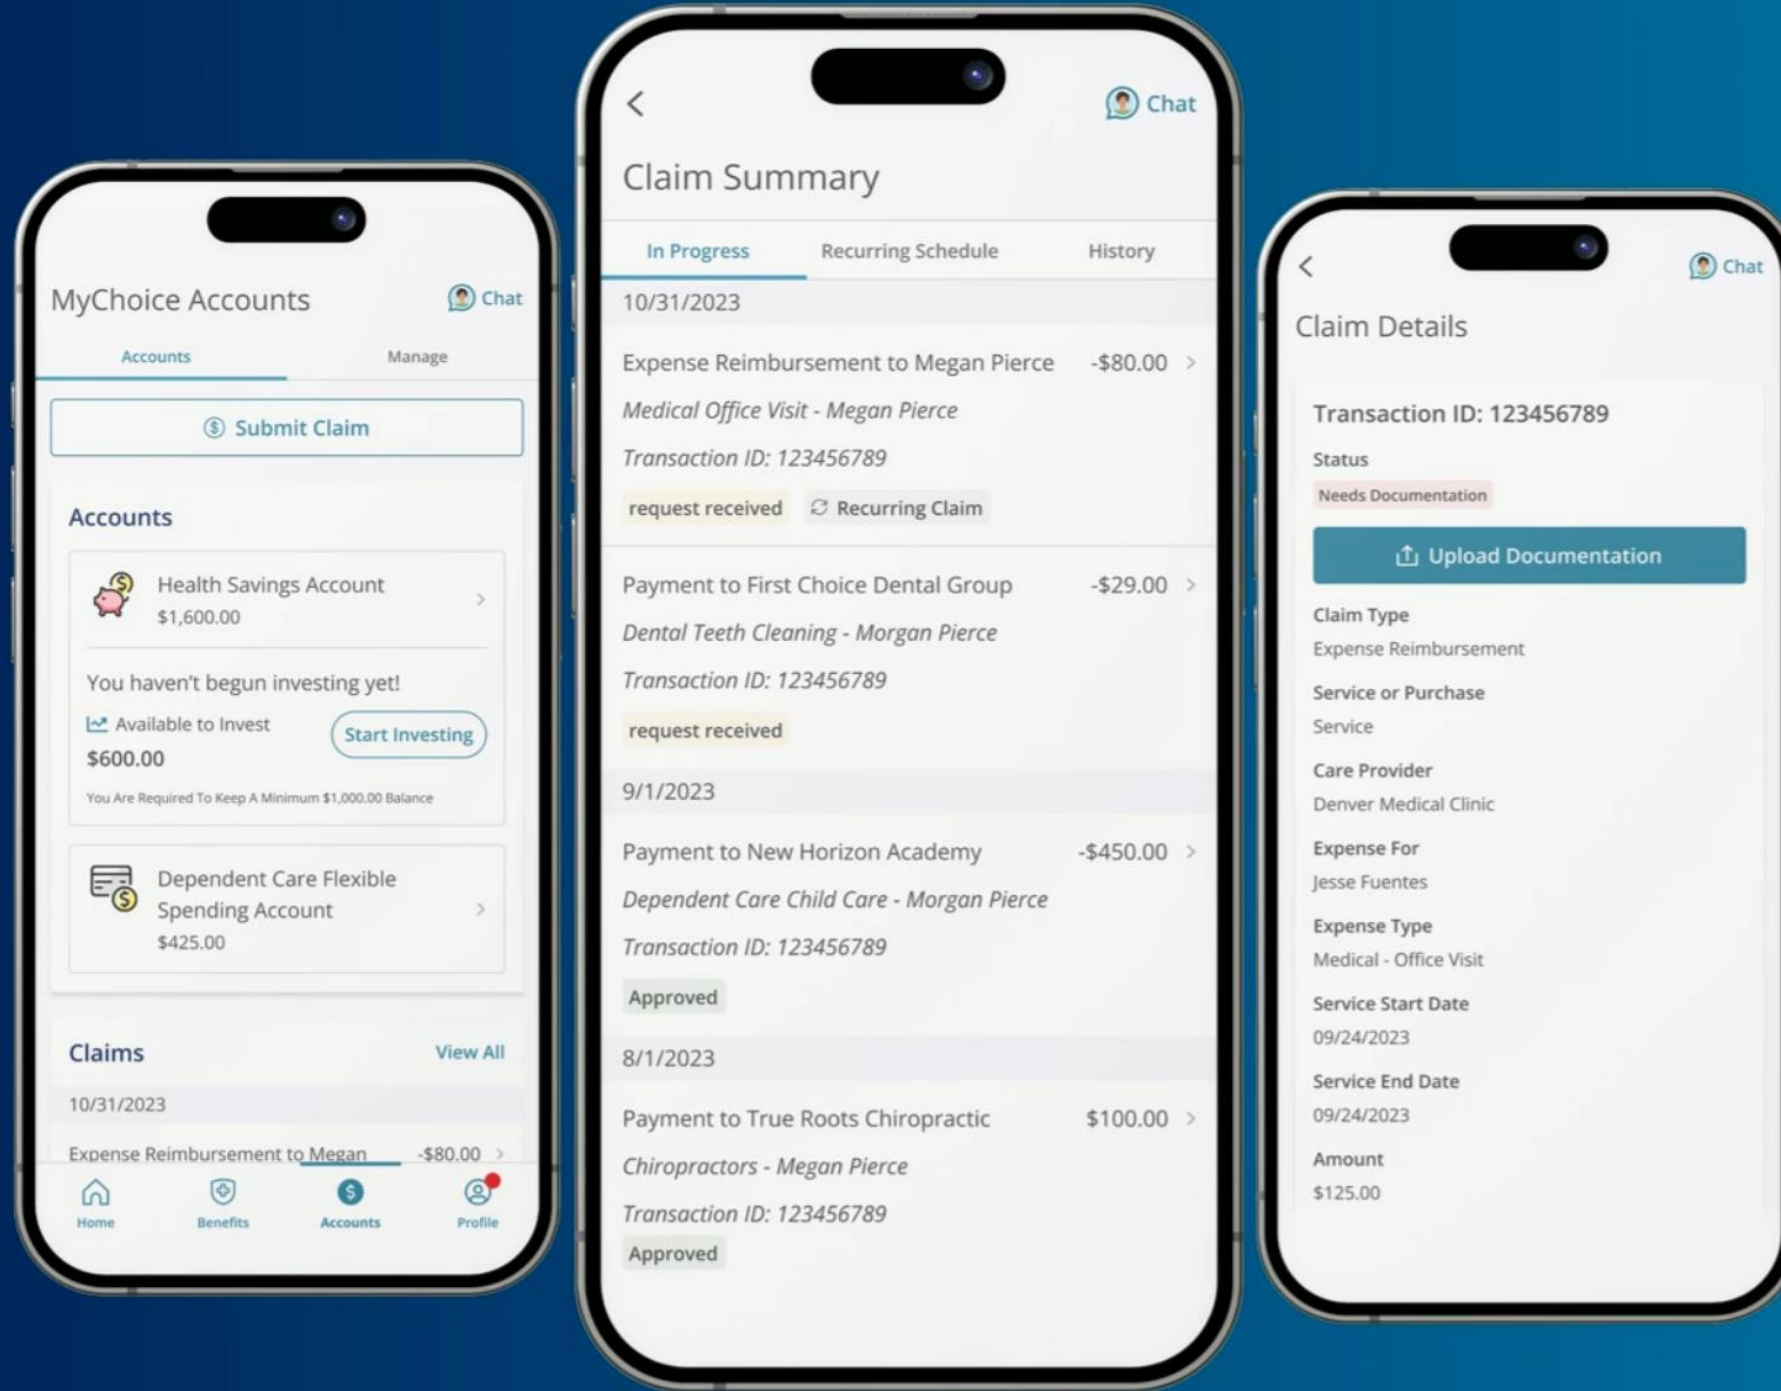 MyChoice Accounts
Chat
Accounts
Manage
Submit Claim
Accounts
Health Savings Account
$1,600.00
You haven't begun investing yet!
Available to Invest
$600.00
Start Investing
You Are Required To Keep A Minimum $1,000.00 Balance
Dependent Care Flexible
Spending Account
$425.00
Claims
View All
10/31/2023
Expense Reimbursement to Megan -$80.00
Home
Benefits
Accounts
Profile
Chat
Claim Summary
In Progress
Recurring Schedule
History
10/31/2023
Expense Reimbursement to Megan Pierce -$80.00
Medical Office Visit - Megan Pierce
Transaction ID: 123456789
request received
Recurring Claim
Payment to First Choice Dental Group -$29.00
Dental Teeth Cleaning - Morgan Pierce
Transaction ID: 123456789
request received
9/1/2023
Payment to New Horizon Academy -$450.00
Dependent Care Child Care - Morgan Pierce
Transaction ID: 123456789
Approved
8/1/2023
Payment to True Roots Chiropractic $100.00
Chiropractors - Megan Pierce
Transaction ID: 123456789
Approved
Chat
Claim Details
Transaction ID: 123456789
Status
Needs Documentation
Upload Documentation
Claim Type
Expense Reimbursement
Service or Purchase
Service
Care Provider
Denver Medical Clinic
Expense For
Jesse Fuentes
Expense Type
Medical - Office Visit
Service Start Date
09/24/2023
Service End Date
09/24/2023
Amount
$125.00